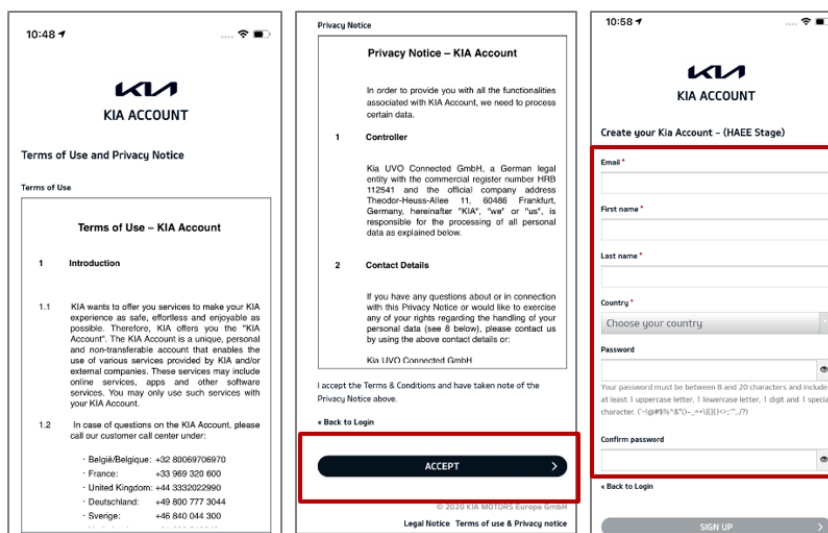 10:48
KIA
KIA ACCOUNT
Terms of Use and Privacy Notice
Terms of Use
Terms of Use – KIA Account
1 Introduction
1.1 KIA wants to offer you services to make your KIA
experience as safe, effortless and enjoyable as
possible. Therefore, KIA offers you the "KIA
Account". The KIA Account is a unique, personal
and non-transferable account that enables the
use of various services provided by KIA and/or
external companies. These services may include
online services, apps and other software
services. You may only use such services with
your KIA Account.
1.2 In case of questions on the KIA Account, please
call our customer call center under:
- België/Belgique: +32 80069706970
- France: +33 969 320 600
- United Kingdom: +44 3332022990
- Deutschland: +49 800 777 3044
- Sverige: +46 840 044 300
Privacy Notice
Privacy Notice – KIA Account
In order to provide you with all the functionalities
associated with KIA Account, we need to process
certain data.
1 Controller
Kia UVO Connected GmbH, a German legal
entity with the commercial register number HRB
112541 and the official company address
Theodor-Heuss-Allee 11, 60486 Frankfurt,
Germany, hereinafter "KIA", "we" or "us", is
responsible for the processing of all personal
data as explained below.
2 Contact Details
If you have any questions about or in connection
with this Privacy Notice or would like to exercise
any of your rights regarding the handling of your
personal data (see 8 below), please contact us
by using the above contact details or:
Kia UVO Connected GmbH
I accept the Terms & Conditions and have taken note of the
Privacy Notice above.
« Back to Login
ACCEPT
© 2020 KIA MOTORS Europe GmbH
Legal Notice Terms of use & Privacy notice
10:58
KIA
KIA ACCOUNT
Create your Kia Account - (HAEE Stage)
Email *
First name *
Last name *
Country *
Choose your country
Password
Your password must be between 8 and 20 characters and include
at least 1 uppercase letter, 1 lowercase letter, 1 digit and 1 special
character.
Confirm password
« Back to Login
SIGN UP